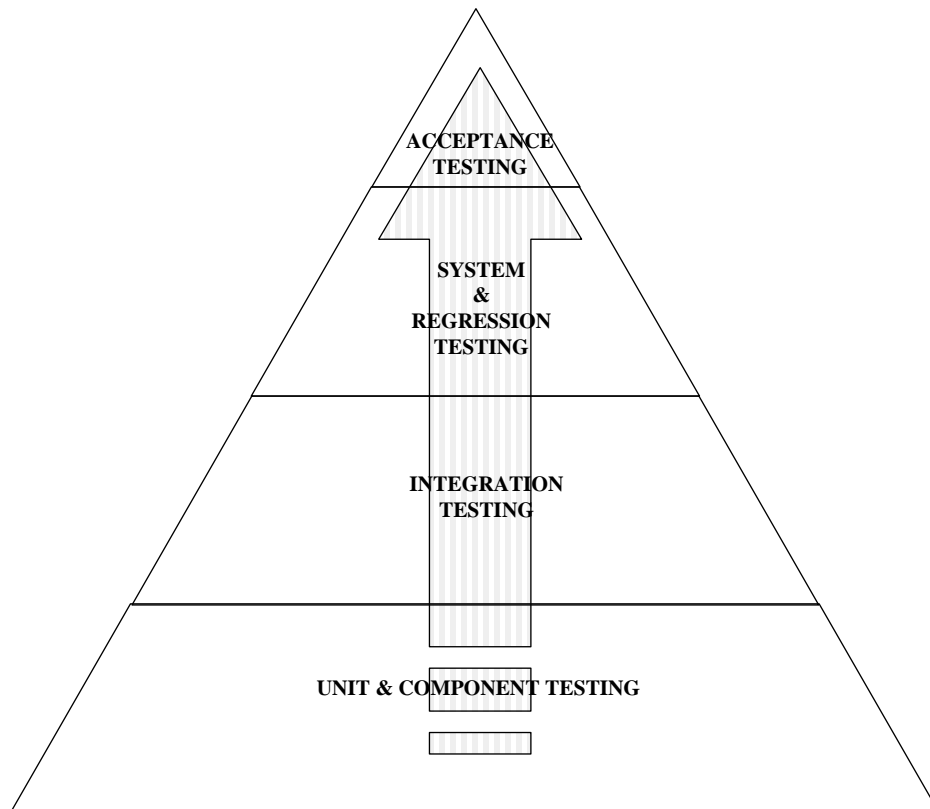 ACCEPTANCE
TESTING
SYSTEM
&
REGRESSION
TESTING
INTEGRATION
TESTING
UNIT & COMPONENT TESTING